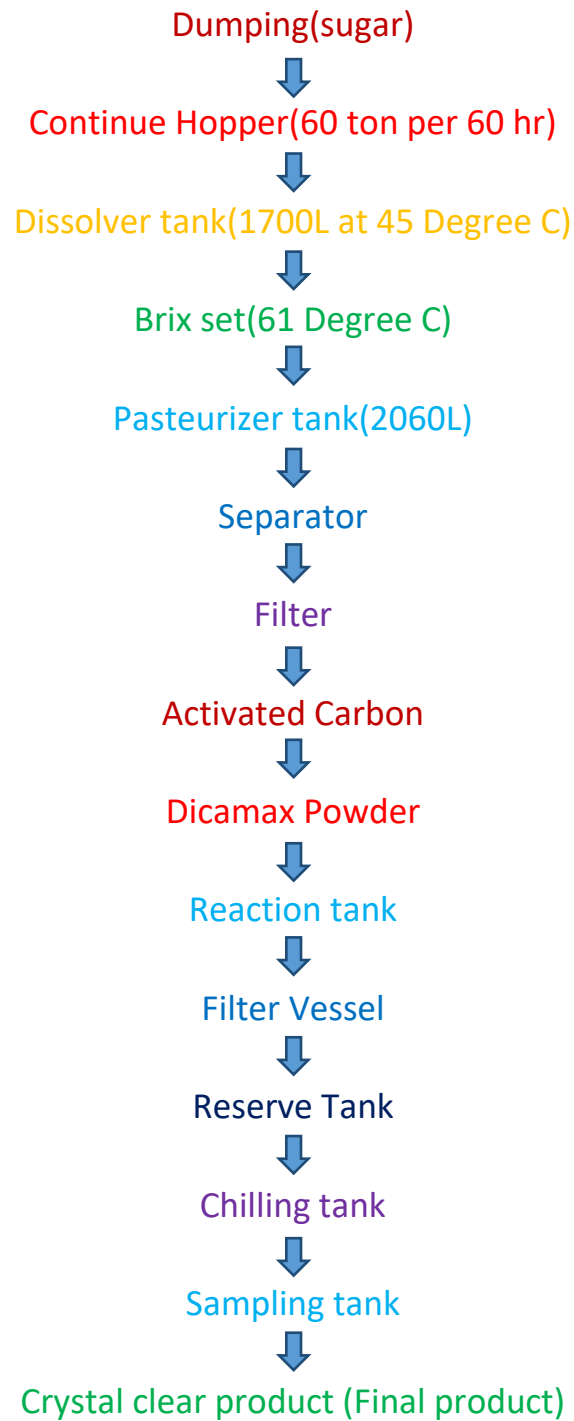 Dumping(sugar)
Continue Hopper(60 ton per 60 hr)
Dissolver tank(1700L at 45 Degree C)
Brix set(61 Degree C)
Pasteurizer tank(2060L)
Separator
Filter
Activated Carbon
Dicamax Powder
Reaction tank
Filter Vessel
Reserve Tank
Chilling tank
Sampling tank
Crystal clear product (Final product)